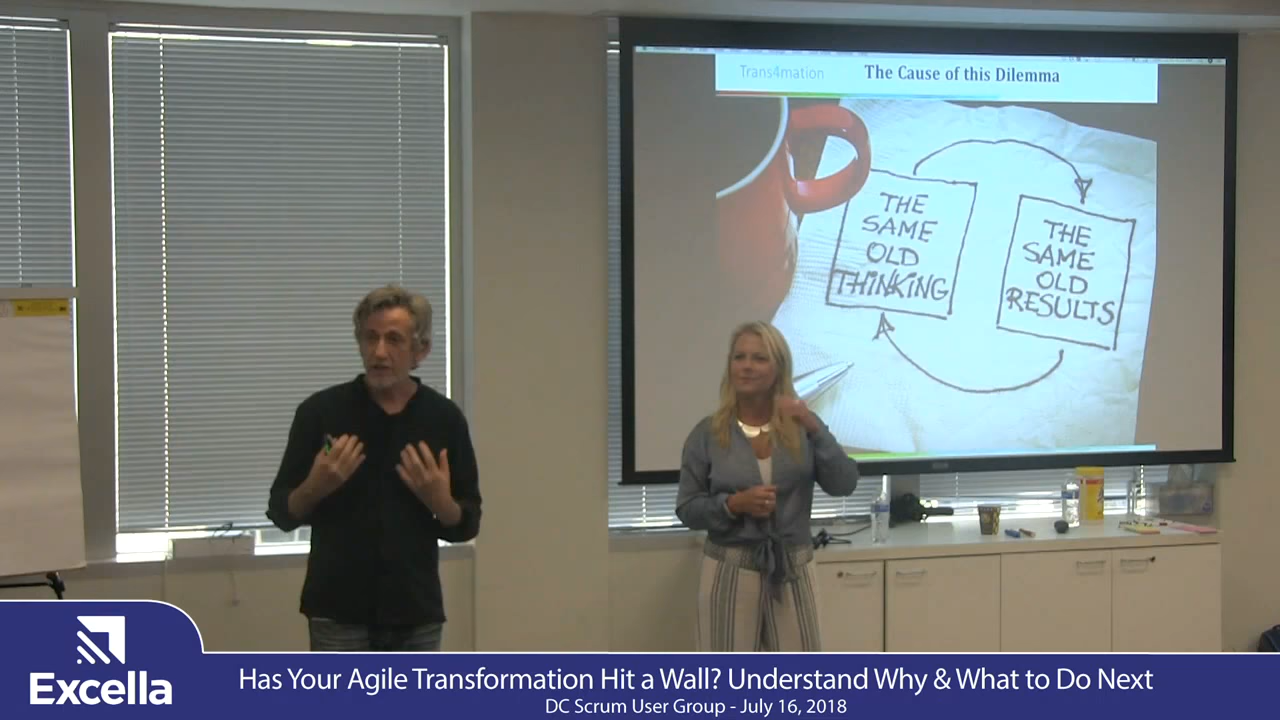 Trans4mation
The Cause of this Dilemma
THE
SAME
OLD
THINKING
THE
SAME
OLD
RESULTS
Excella
Has Your Agile Transformation Hit a Wall? Understand Why & What to Do Next
DC Scrum User Group - July 16, 2018